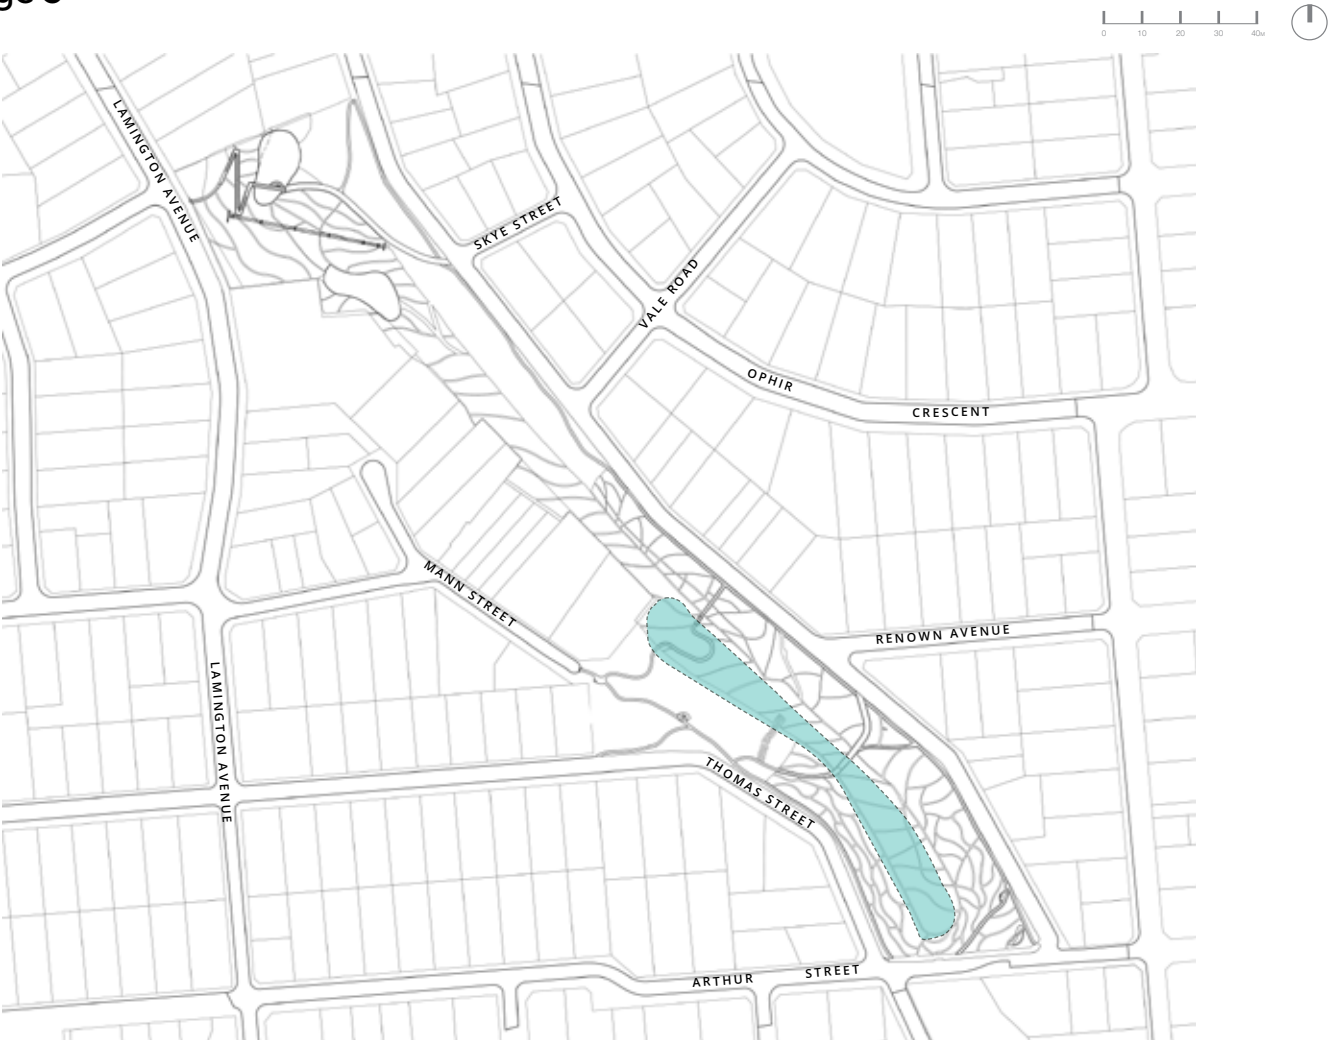 0 10 20 30 40M
LAMINGTON AVENUE
SKYE STREET
VALE ROAD
OPHIR CRESCENT
MANN STREET
RENOWN AVENUE
LAMINGTON AVENUE
THOMAS STREET
ARTHUR STREET